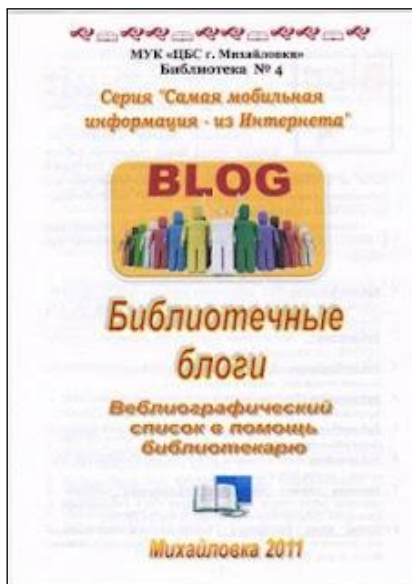 МУК «ЦБС г. Михайловки»
Библиотека № 4
Серия "Самая мобильная
информация - из Интернета"
BLOG
Библиотечные
блоги
Веблиографический
список в помощь
библиотекарю
Михайловка 2011